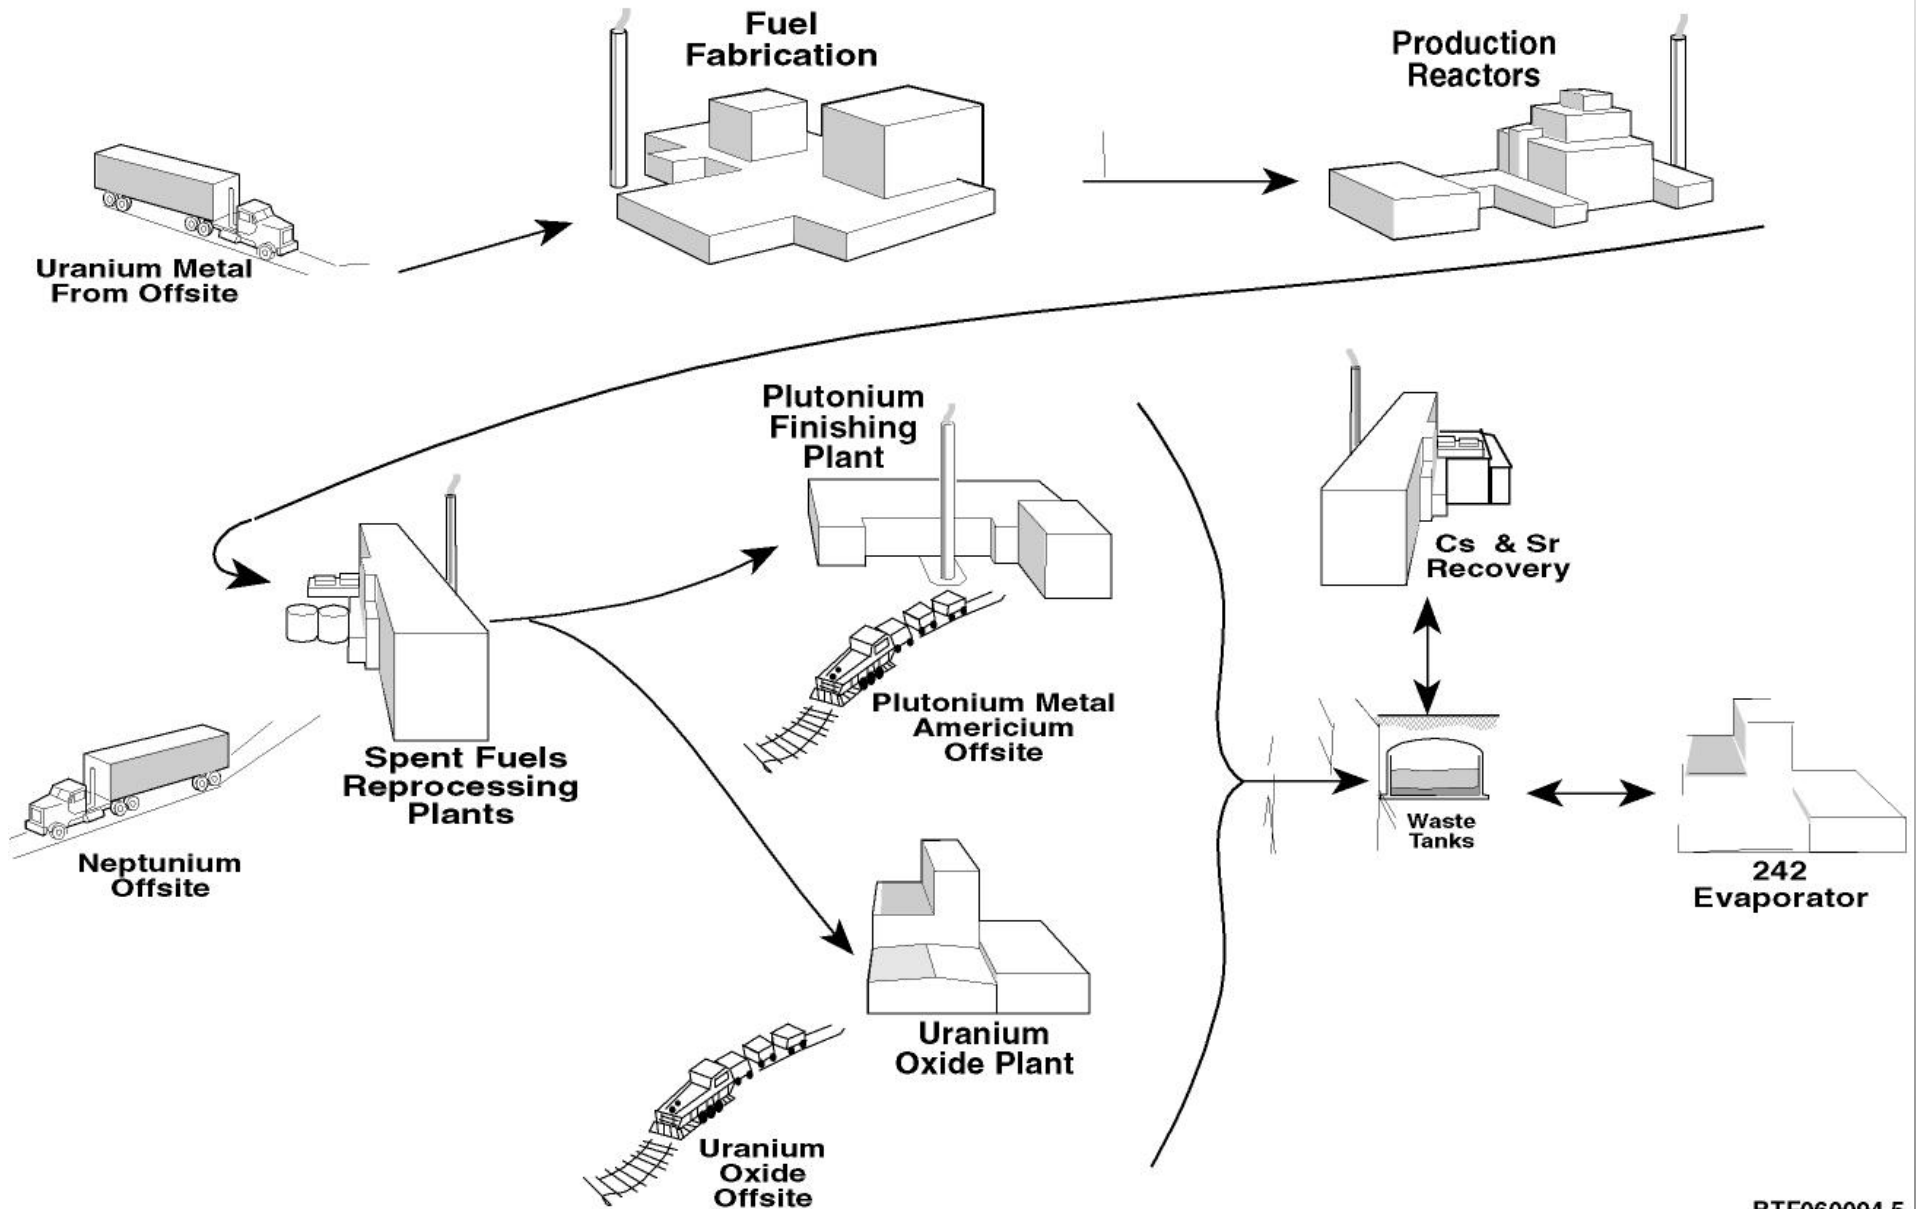 Fuel
Fabrication
Production
Reactors
Uranium Metal
From Offsite
Plutonium
Finishing
Plant
Cs & Sr
Recovery
Plutonium Metal
Americium
Offsite
Spent Fuels
Reprocessing
Plants
Waste
Tanks
Neptunium
Offsite
242
Evaporator
Uranium
Oxide Plant
Uranium
Oxide
Offsite